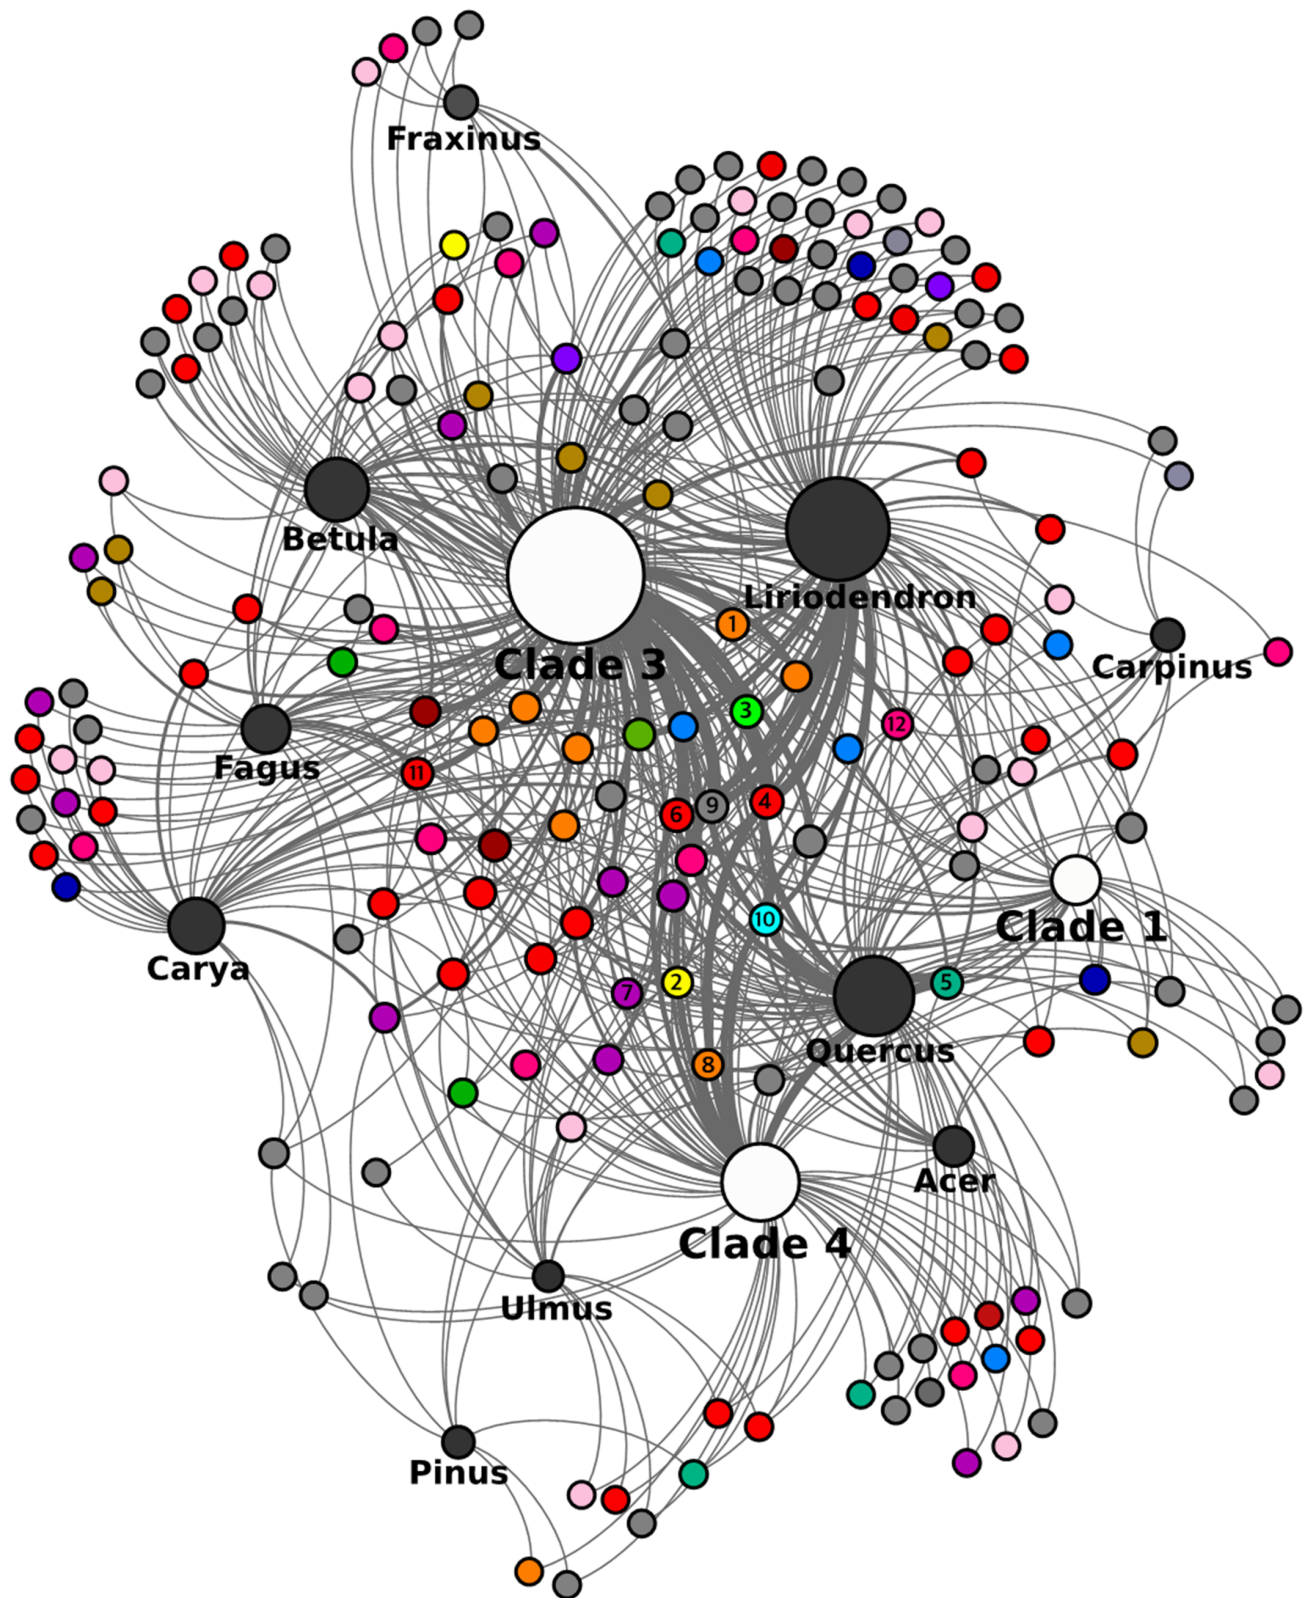 Fraxinus
Betula
Liriodendron
1
Clade 3
Carpinus
3
12
Fagus
11
6
9
4
10
Clade 1
Carya
7
2
5
Quercus
8
Acer
Clade 4
Ulmus
Pinus